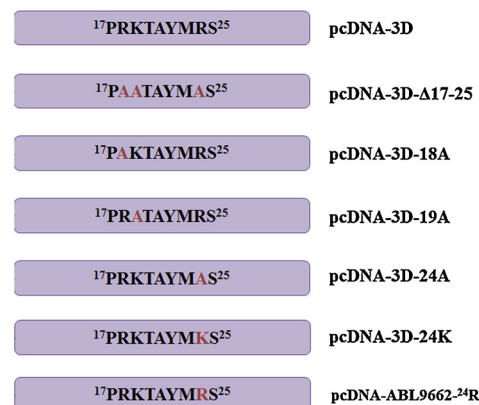 ¹⁷PRKTAYMRS²⁵ pcDNA-3D
¹⁷PAATAYMAS²⁵ pcDNA-3D-Δ17-25
¹⁷PAKTAYMRS²⁵ pcDNA-3D-18A
¹⁷PRATAYMRS²⁵ pcDNA-3D-19A
¹⁷PRKTAYMAS²⁵ pcDNA-3D-24A
¹⁷PRKTAYMKS²⁵ pcDNA-3D-24K
¹⁷PRKTAYMRS²⁵ pcDNA-ABL9662-²⁴R